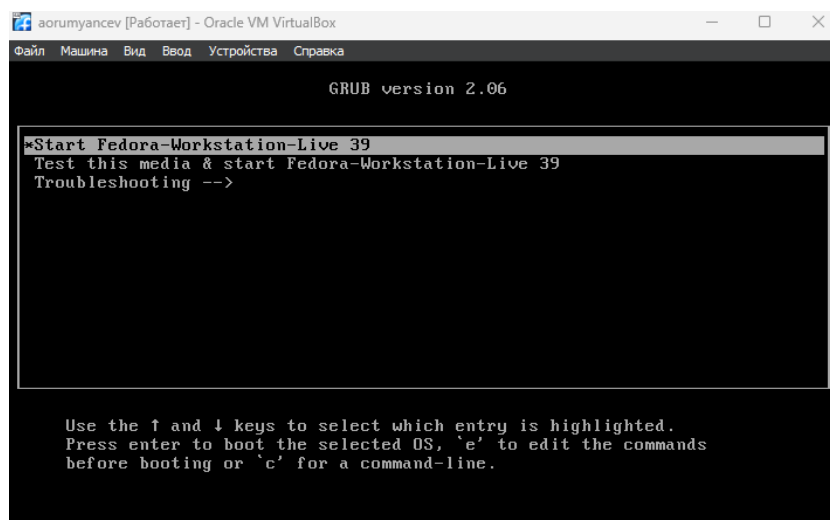 aorumyancev [Работает] - Oracle VM VirtualBox
Файл Машина Вид Ввод Устройства Справка
GRUB version 2.06
*Start Fedora-Workstation-Live 39
Test this media & start Fedora-Workstation-Live 39
Troubleshooting -->
Use the ↑ and ↓ keys to select which entry is highlighted.
Press enter to boot the selected OS, `e' to edit the commands
before booting or `c' for a command-line.